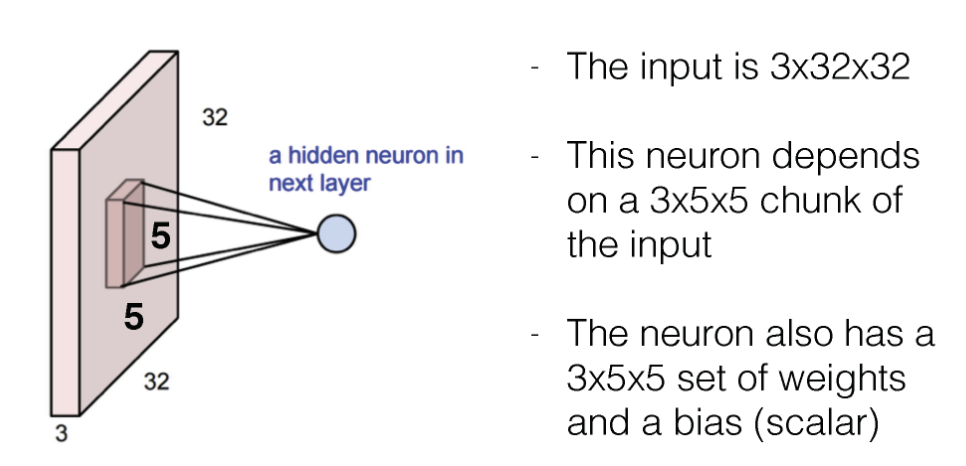 32
a hidden neuron in
next layer
5
5
32
3
- The input is 3x32x32
- This neuron depends
on a 3x5x5 chunk of
the input
- The neuron also has a
3x5x5 set of weights
and a bias (scalar)